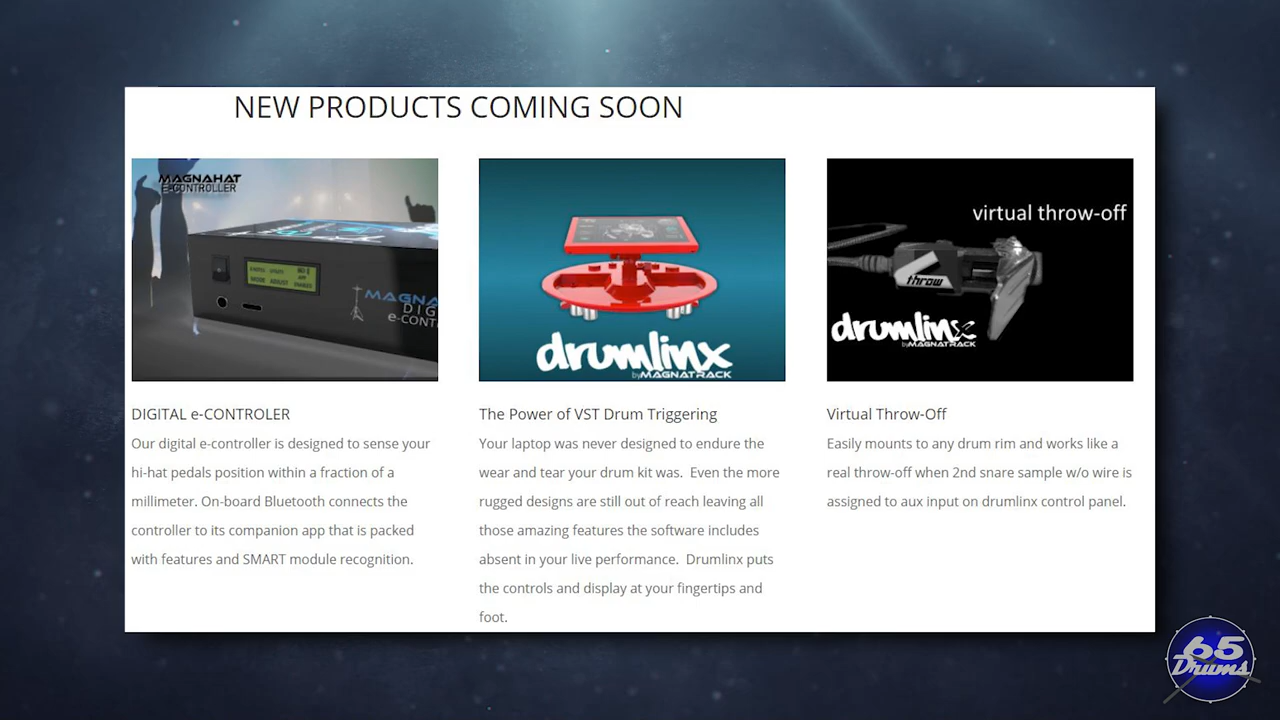 NEW PRODUCTS COMING SOON
MAGNAHAT
E-CONTROLLER
MAGNA
DIG
e-CONT
drumlinx
by MAGNATRACK
virtual throw-off
throw
drumlinx
by MAGNATRACK
DIGITAL e-CONTROLER
Our digital e-controller is designed to sense your
hi-hat pedals position within a fraction of a
millimeter. On-board Bluetooth connects the
controller to its companion app that is packed
with features and SMART module recognition.
The Power of VST Drum Triggering
Your laptop was never designed to endure the
wear and tear your drum kit was. Even the more
rugged designs are still out of reach leaving all
those amazing features the software includes
absent in your live performance. Drumlinx puts
the controls and display at your fingertips and
foot.
Virtual Throw-Off
Easily mounts to any drum rim and works like a
real throw-off when 2nd snare sample w/o wire is
assigned to aux input on drumlinx control panel.
65
Drums